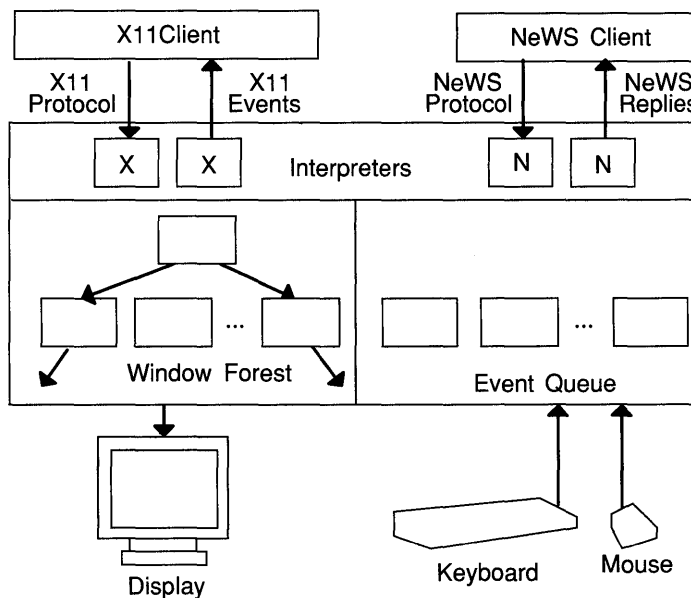 X11Client
NeWS Client
X11
Protocol
X11
Events
NeWS
Protocol
NeWS
Replies
X
X
Interpreters
N
N
...
...
Window Forest
Event Queue
Display
Keyboard
Mouse